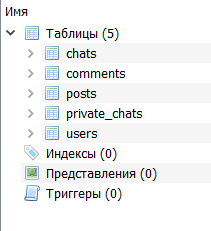 Имя
Таблицы (5)
chats
comments
posts
private_chats
users
Индексы (0)
Представления (0)
Триггеры (0)